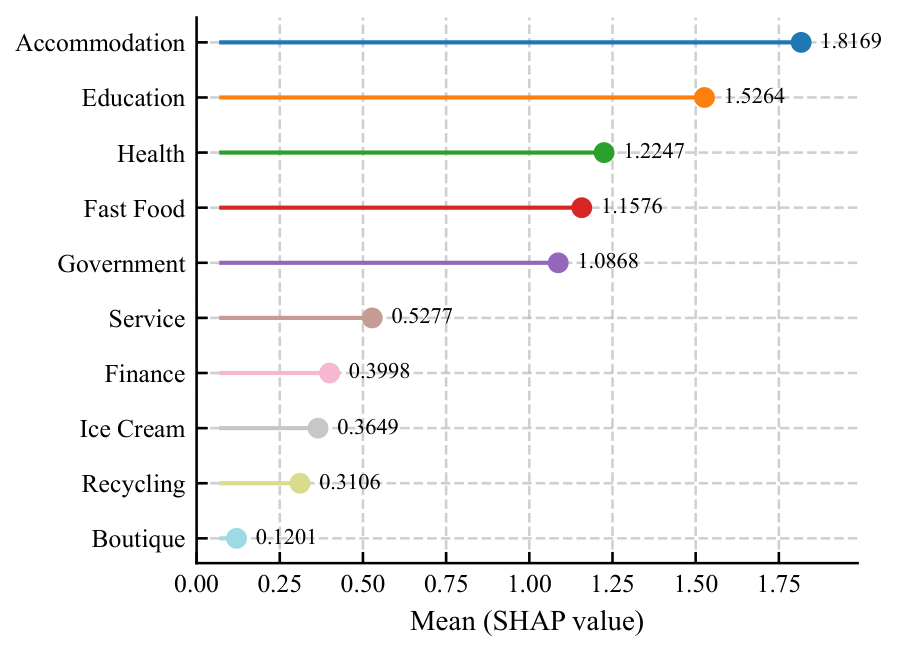 Accommodation 1.8169
Education 1.5264
Health 1.2247
Fast Food 1.1576
Government 1.0868
Service 0.5277
Finance 0.3998
Ice Cream 0.3649
Recycling 0.3106
Boutique 0.1201
0.00 0.25 0.50 0.75 1.00 1.25 1.50 1.75
Mean (SHAP value)